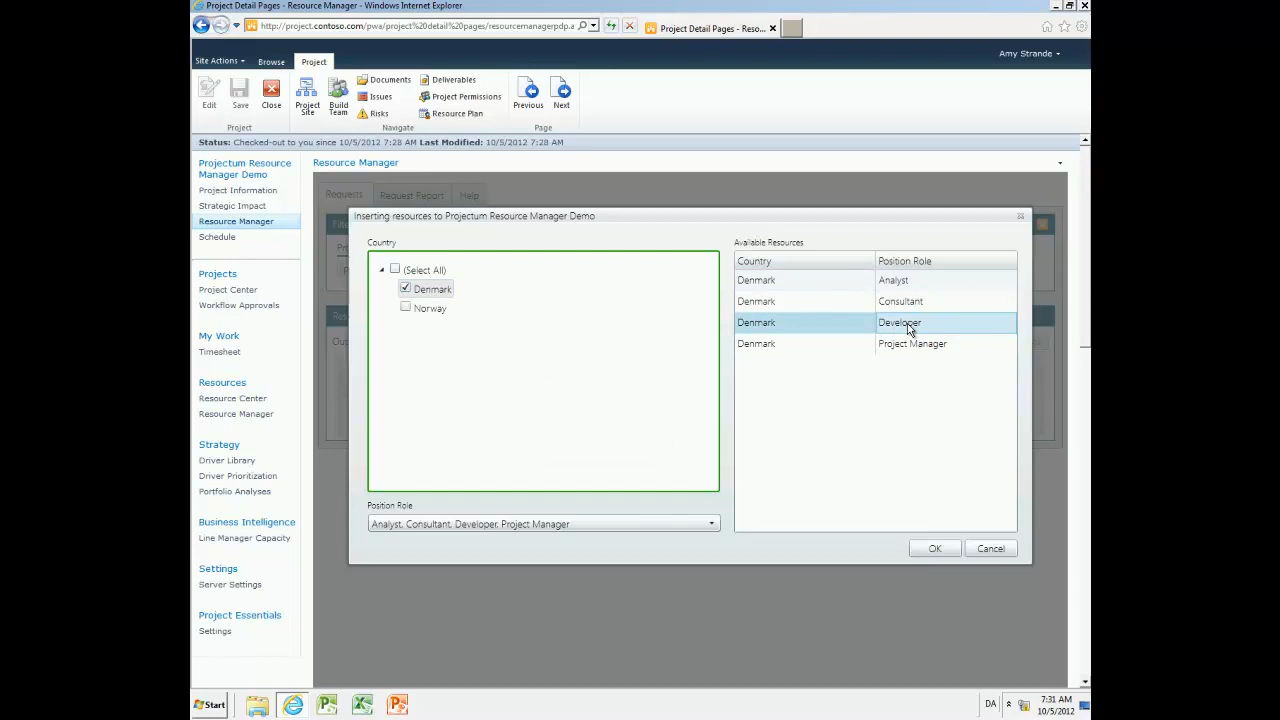 Project Detail Pages - Resource Manager - Windows Internet Explorer
http://project.contoso.com/pwa/project%20detail%20pages/resourcemanagerpdp.a
Project Detail Pages - Reso...
Site Actions
Browse
Project
Amy Strande
Edit
Save
Close
Project Site
Build Team
Documents
Issues
Risks
Deliverables
Project Permissions
Resource Plan
Previous
Next
Project
Navigate
Page
Status: Checked-out to you since 10/5/2012 7:28 AM Last Modified: 10/5/2012 7:28 AM
Projectum Resource
Manager Demo
Project Information
Strategic Impact
Resource Manager
Schedule
Projects
Project Center
Workflow Approvals
My Work
Timesheet
Resources
Resource Center
Resource Manager
Strategy
Driver Library
Driver Prioritization
Portfolio Analyses
Business Intelligence
Line Manager Capacity
Settings
Server Settings
Project Essentials
Settings
Resource Manager
Requests
Request Report
Help
Inserting resources to Projectum Resource Manager Demo
Country
(Select All)
Denmark
Norway
Position Role
Analyst, Consultant, Developer, Project Manager
Available Resources
Country Position Role
Denmark Analyst
Denmark Consultant
Denmark Developer
Denmark Project Manager
OK
Cancel
Start
DA
7:31 AM
10/5/2012